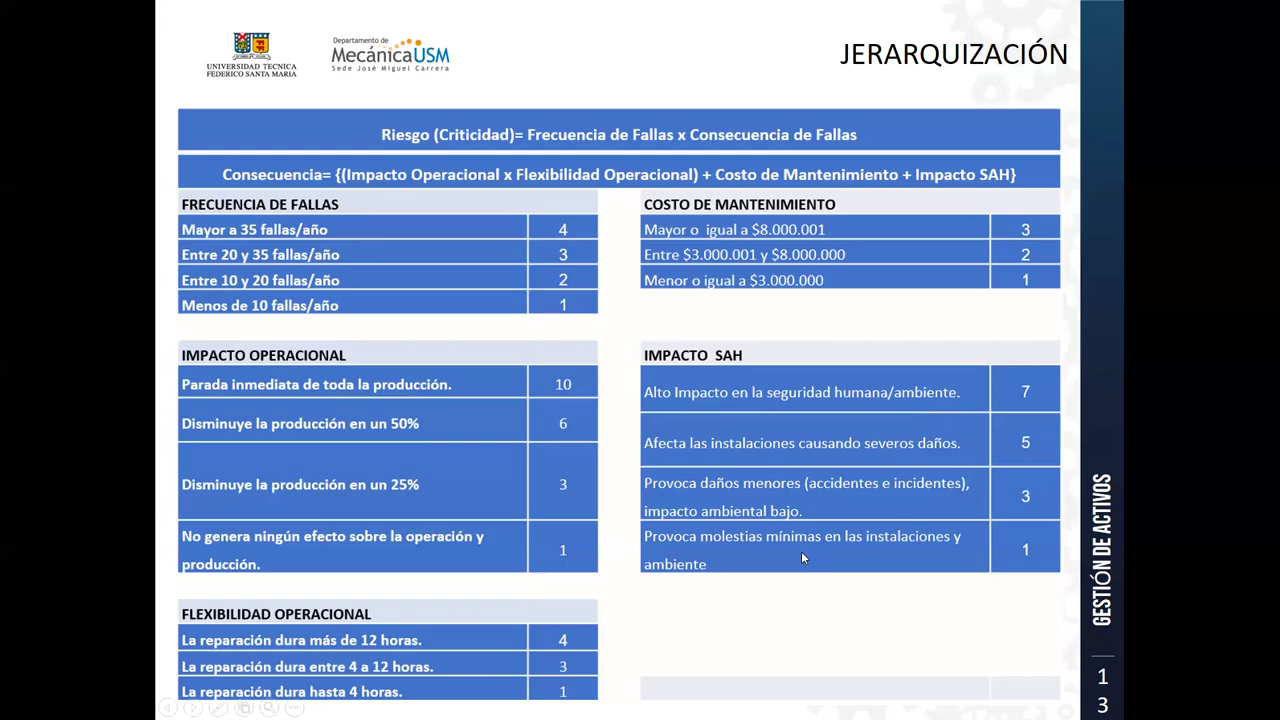 UNIVERSIDAD TECNICA
FEDERICO SANTA MARIA
Departamento de
MecánicaUSM
Sede José Miguel Carrera
JERARQUIZACIÓN
Riesgo (Criticidad)= Frecuencia de Fallas x Consecuencia de Fallas
Consecuencia= {(Impacto Operacional x Flexibilidad Operacional) + Costo de Mantenimiento + Impacto SAH}
FRECUENCIA DE FALLAS
Mayor a 35 fallas/año 4
Entre 20 y 35 fallas/año 3
Entre 10 y 20 fallas/año 2
Menos de 10 fallas/año 1
COSTO DE MANTENIMIENTO
Mayor o igual a $8.000.001 3
Entre $3.000.001 y $8.000.000 2
Menor o igual a $3.000.000 1
IMPACTO OPERACIONAL
Parada inmediata de toda la producción. 10
Disminuye la producción en un 50% 6
Disminuye la producción en un 25% 3
No genera ningún efecto sobre la operación y
producción. 1
IMPACTO SAH
Alto Impacto en la seguridad humana/ambiente. 7
Afecta las instalaciones causando severos daños. 5
Provoca daños menores (accidentes e incidentes),
impacto ambiental bajo. 3
Provoca molestias mínimas en las instalaciones y
ambiente 1
FLEXIBILIDAD OPERACIONAL
La reparación dura más de 12 horas. 4
La reparación dura entre 4 a 12 horas. 3
La reparación dura hasta 4 horas. 1
GESTIÓN DE ACTIVOS
1
3